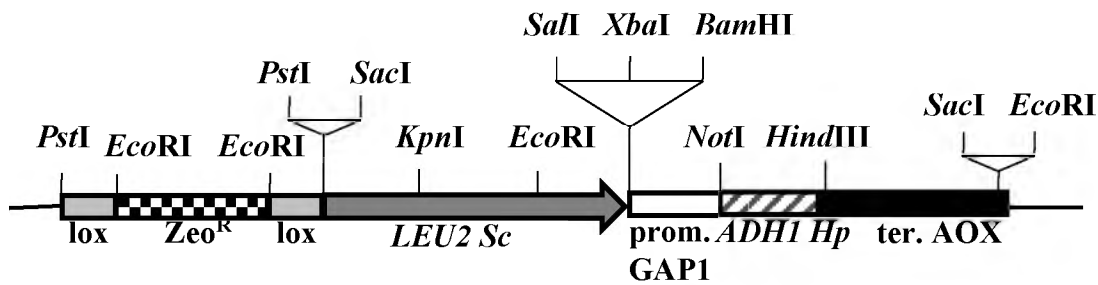 SalI XbaI BamHI
PstI SacI
SacI EcoRI
PstI EcoRI EcoRI KpnI EcoRI NotI HindIII
lox Zeo^R lox LEU2 Sc prom. ADH1 Hp ter. AOX
GAP1